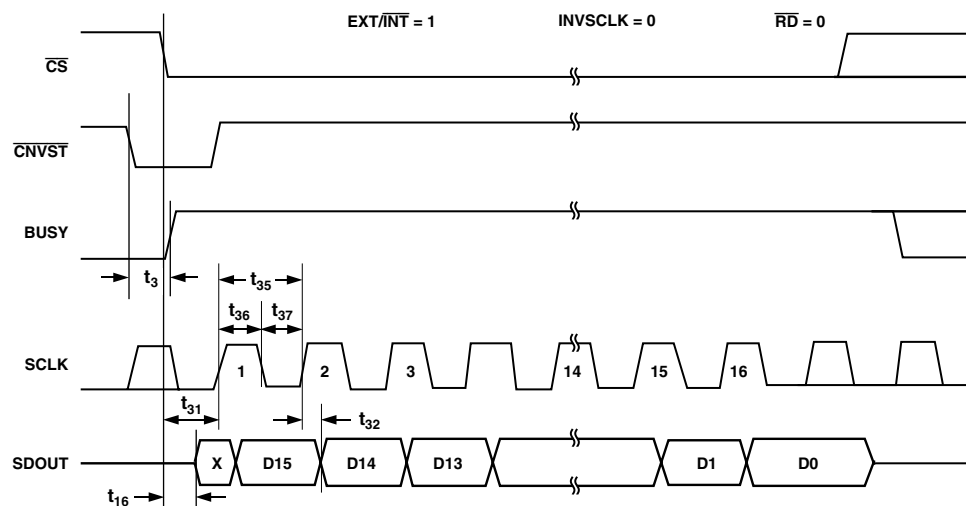 EXT/INT = 1 INVSCLK = 0 RD = 0
CS
CNVST
BUSY
t3
t35
t36 t37
SCLK 1 2 3 14 15 16
t31
t32
SDOUT X D15 D14 D13 D1 D0
t16